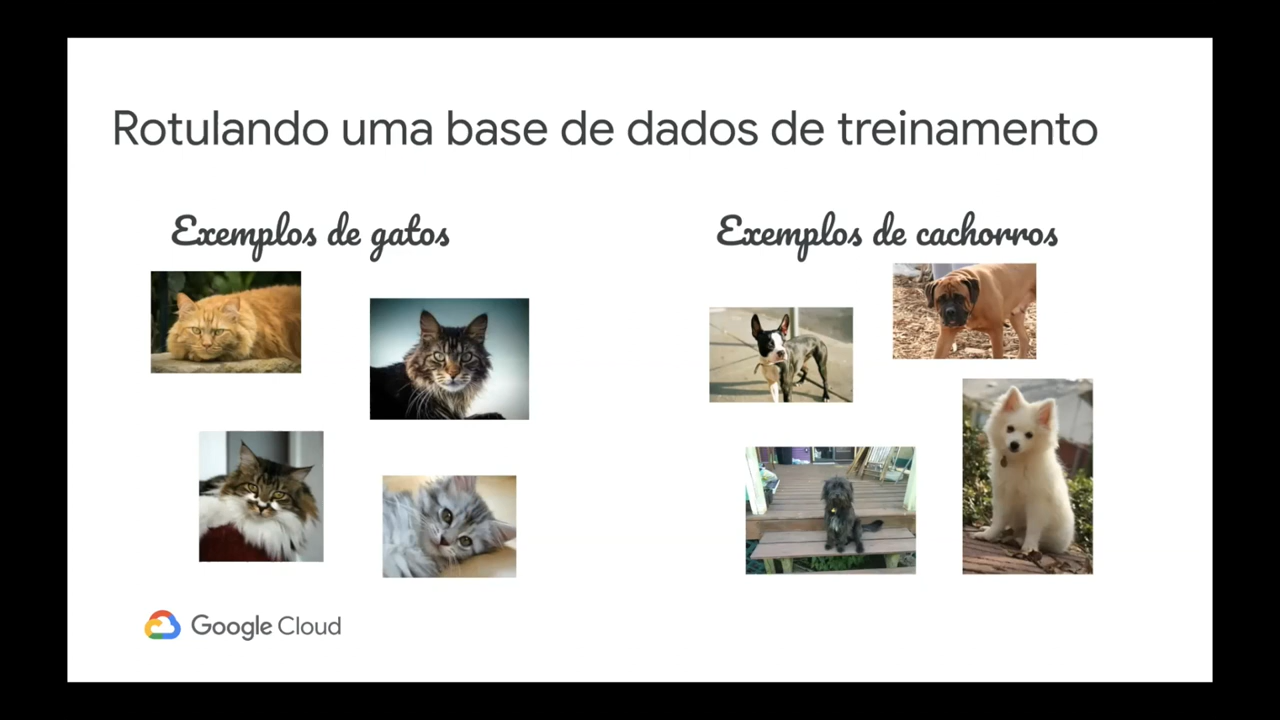 Rotulando uma base de dados de treinamento
Exemplos de gatos
Exemplos de cachorros
Google Cloud